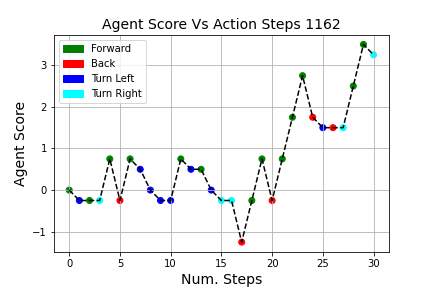 Agent Score Vs Action Steps 1162
Forward
Back
Turn Left
Turn Right
Agent Score
3
2
1
0
−1
0 5 10 15 20 25 30
Num. Steps